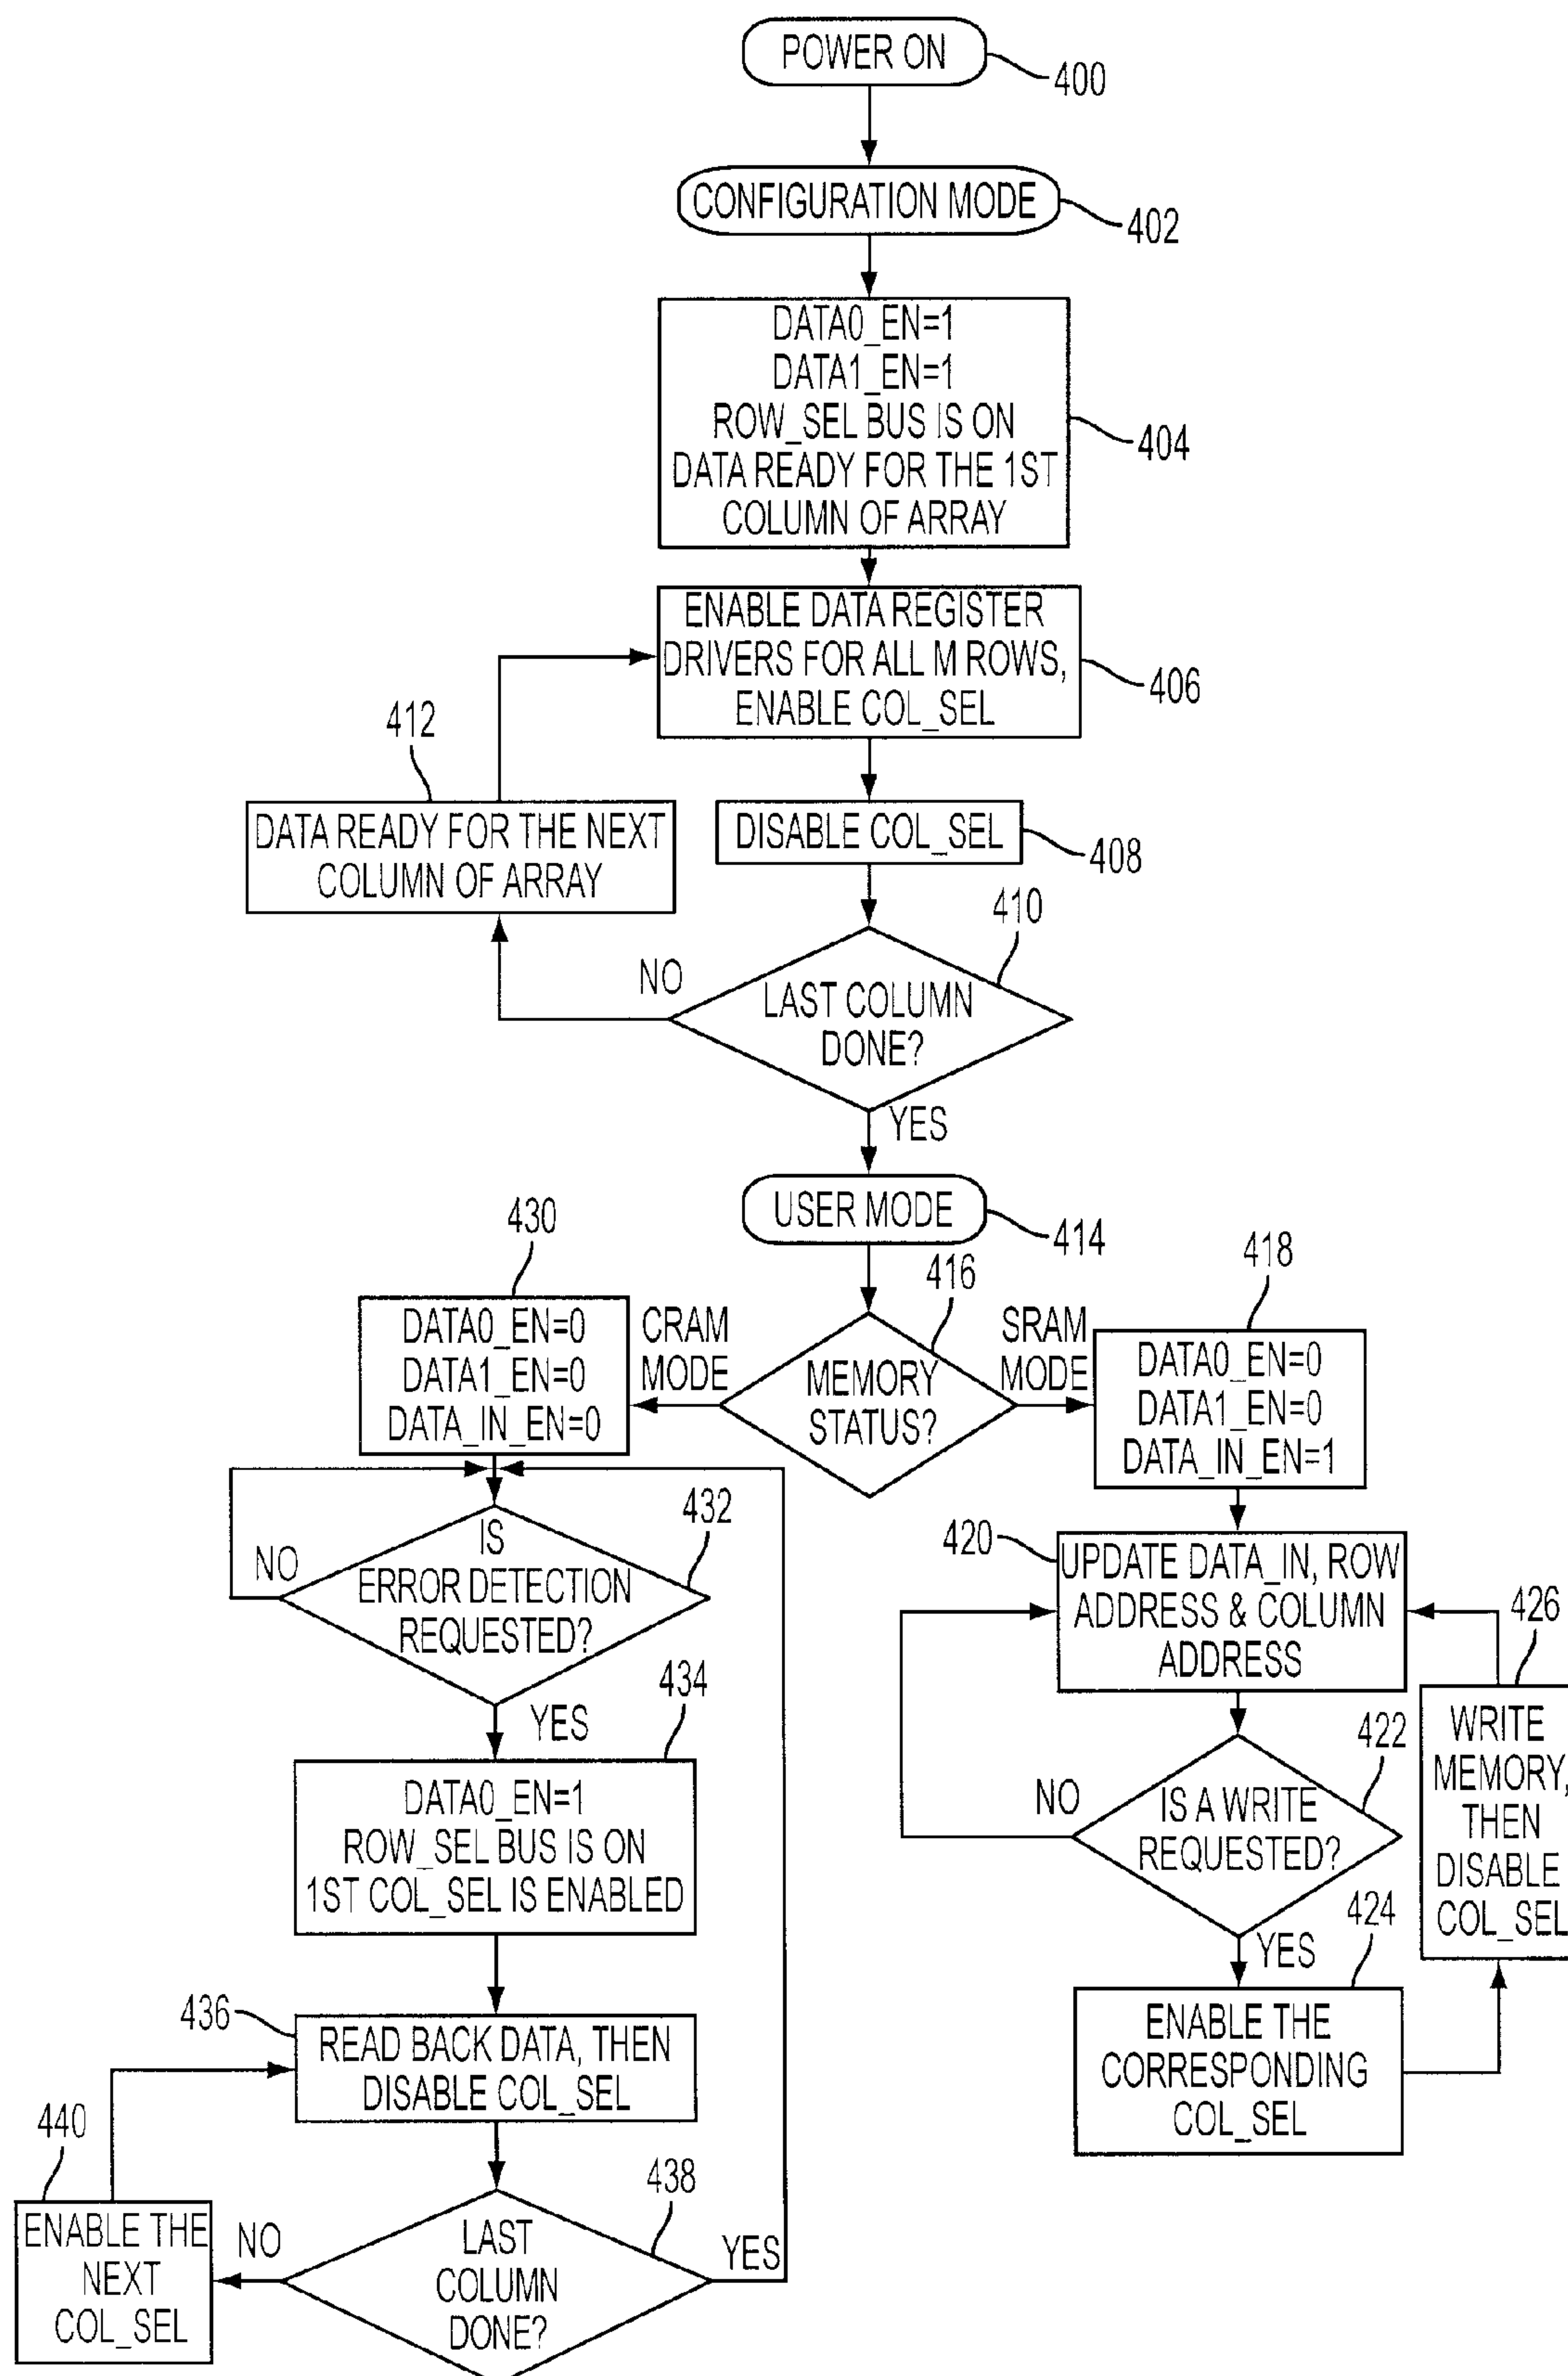 POWER ON
400
CONFIGURATION MODE
402
DATA0_EN=1
DATA1_EN=1
ROW_SEL BUS IS ON
DATA READY FOR THE 1ST
COLUMN OF ARRAY
404
ENABLE DATA REGISTER
DRIVERS FOR ALL M ROWS,
ENABLE COL_SEL
406
412
DATA READY FOR THE NEXT
COLUMN OF ARRAY
DISABLE COL_SEL
408
410
NO
LAST COLUMN
DONE?
YES
USER MODE
414
416
MEMORY
STATUS?
CRAM
MODE
SRAM
MODE
430
DATA0_EN=0
DATA1_EN=0
DATA_IN_EN=0
418
DATA0_EN=0
DATA1_EN=0
DATA_IN_EN=1
432
NO
IS
ERROR DETECTION
REQUESTED?
YES
434
DATA0_EN=1
ROW_SEL BUS IS ON
1ST COL_SEL IS ENABLED
436
READ BACK DATA, THEN
DISABLE COL_SEL
440
ENABLE THE
NEXT
COL_SEL
NO
438
LAST
COLUMN
DONE?
YES
420
UPDATE DATA_IN, ROW
ADDRESS & COLUMN
ADDRESS
422
NO
IS A WRITE
REQUESTED?
YES
424
ENABLE THE
CORRESPONDING
COL_SEL
426
WRITE
MEMORY,
THEN
DISABLE
COL_SEL